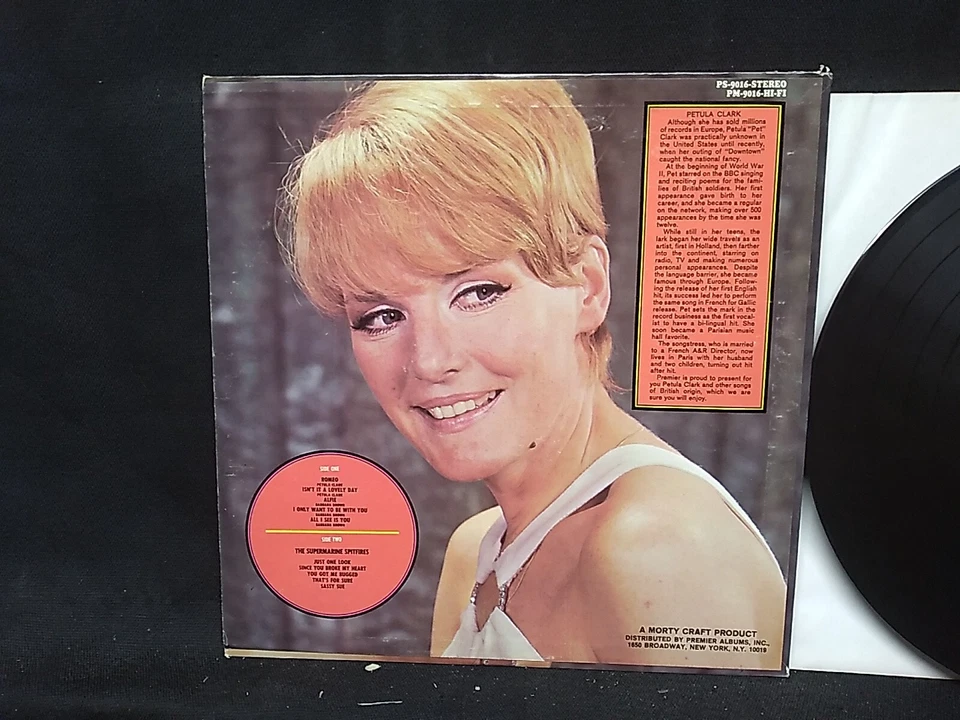 PS-9016-STEREO
PM-9016-HI-FI
PETULA CLARK
Although she has sold millions
of records in Europe, Petula "Pet"
Clark was practically unknown in
the United States until recently,
when her outing of "Downtown"
caught the national fancy.
At the beginning of World War
II, Pet starred on the BBC singing
and reciting poems for the fami-
lies of British soldiers. Her first
appearance gave birth to her
career, and she became a regular
on the network, making over 500
appearances by the time she was
twelve.
While still in her teens, the
lark began her wide travels as an
artist, first in Holland, then farther
into the continent, starring on
radio, TV and making numerous
personal appearances. Despite
the language barrier, she became
famous through Europe. Follow-
ing the release of her first English
hit, its success led her to perform
the same song in French for Gallic
release. Pet sets the mark in the
record business as the first vocal-
ist to have a bi-lingual hit. She
soon became a Parisian music
hall favorite.
The songstress, who is married
to a French A&R Director, now
lives in Paris with her husband
and two children, turning out hit
after hit.
Premier is proud to present for
you Petula Clark and other songs
of British origin, which we are
sure you will enjoy.
SIDE ONE
ROMEO
PETULA CLARK
ISN'T IT A LOVELY DAY
PETULA CLARK
ALFIE
BARBARA BROWN
I ONLY WANT TO BE WITH YOU
BARBARA BROWN
ALL I SEE IS YOU
BARBARA BROWN
SIDE TWO
THE SUPERMARINE SPITFIRES
JUST ONE LOOK
SINCE YOU BROKE MY HEART
YOU GOT ME HUGGED
THAT'S FOR SURE
SASSY SUE
A MORTY CRAFT PRODUCT
DISTRIBUTED BY PREMIER ALBUMS, INC.,
1650 BROADWAY, NEW YORK, N.Y. 10019